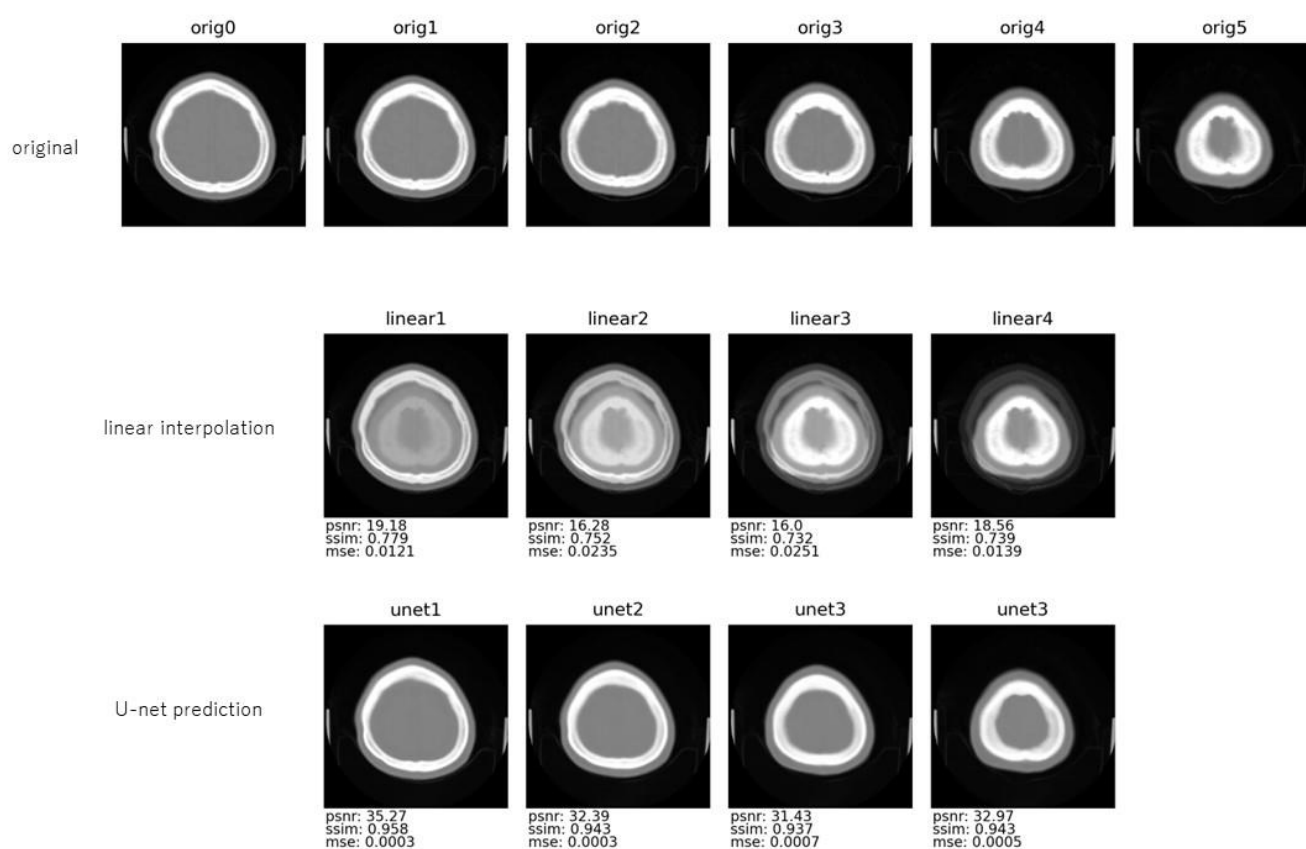 orig0 orig1 orig2 orig3 orig4 orig5
original
linear1 linear2 linear3 linear4
linear interpolation
psnr: 19.18 psnr: 16.28 psnr: 16.0 psnr: 18.56
ssim: 0.779 ssim: 0.752 ssim: 0.732 ssim: 0.739
mse: 0.0121 mse: 0.0235 mse: 0.0251 mse: 0.0139
unet1 unet2 unet3 unet3
U-net prediction
psnr: 35.27 psnr: 32.39 psnr: 31.43 psnr: 32.97
ssim: 0.958 ssim: 0.943 ssim: 0.937 ssim: 0.943
mse: 0.0003 mse: 0.0003 mse: 0.0007 mse: 0.0005